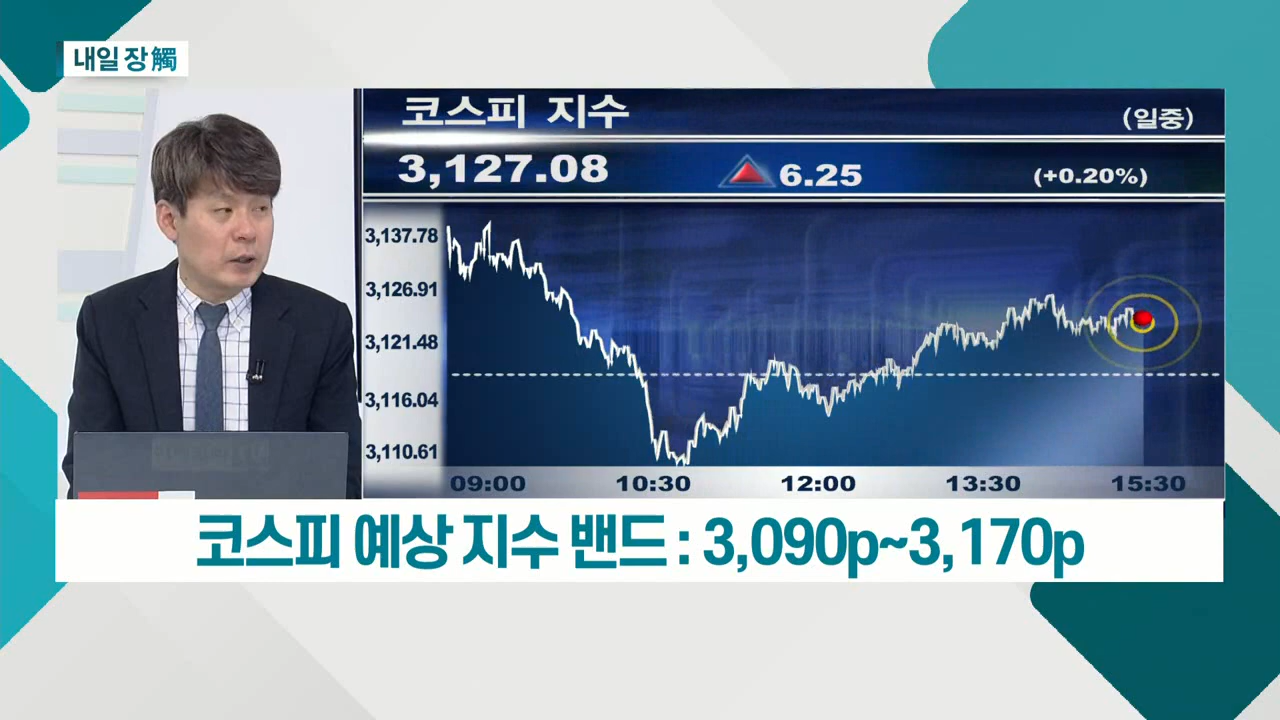 내일 장 觸
코스피 지수
(일중)
3,127.08
6.25
(+0.20%)
3,137.78
3,126.91
3,121.48
3,116.04
3,110.61
09:00 10:30 12:00 13:30 15:30
코스피 예상 지수 밴드 : 3,090p~3,170p